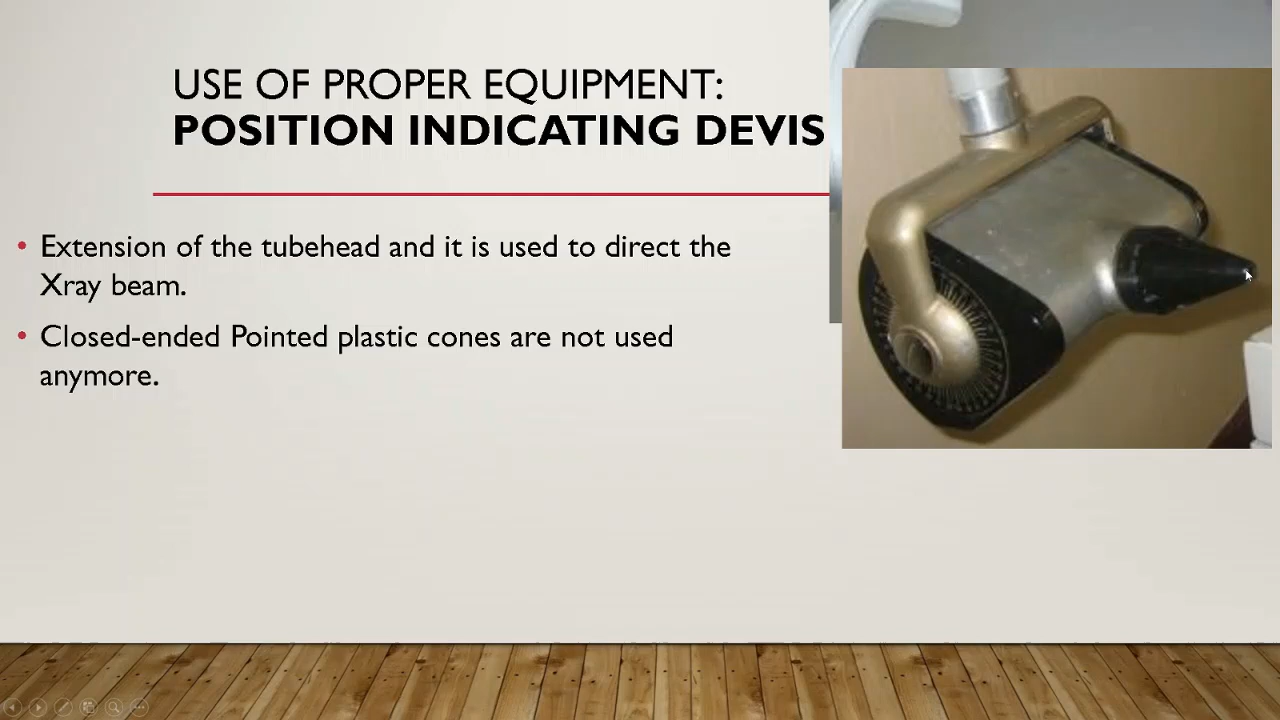 USE OF PROPER EQUIPMENT:
POSITION INDICATING DEVIS
• Extension of the tubehead and it is used to direct the
Xray beam.
• Closed-ended Pointed plastic cones are not used
anymore.